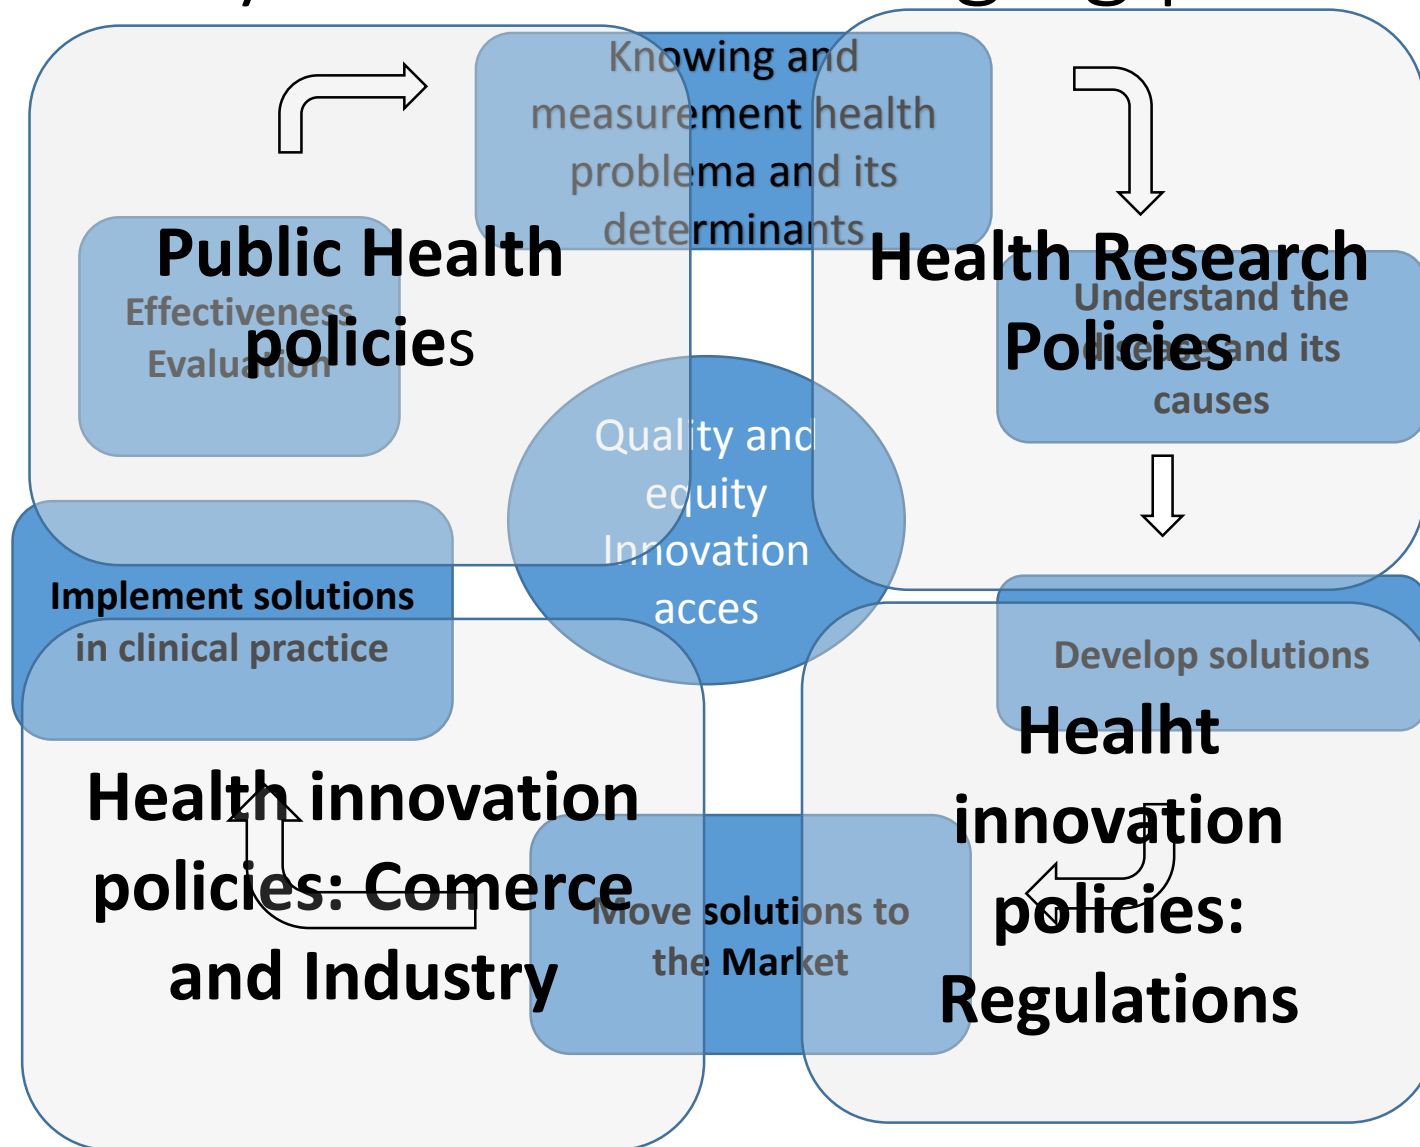 Knowing and
measurement health
problema and its
determinants
Public Health
policies
Effectiveness
Evaluation
Health Research
Policies
Understand the
disease and its
causes
Quality and
equity
Innovation
acces
Implement solutions
in clinical practice
Develop solutions
Health innovation
policies: Comerce
and Industry
Move solutions to
the Market
Healht
innovation
policies:
Regulations